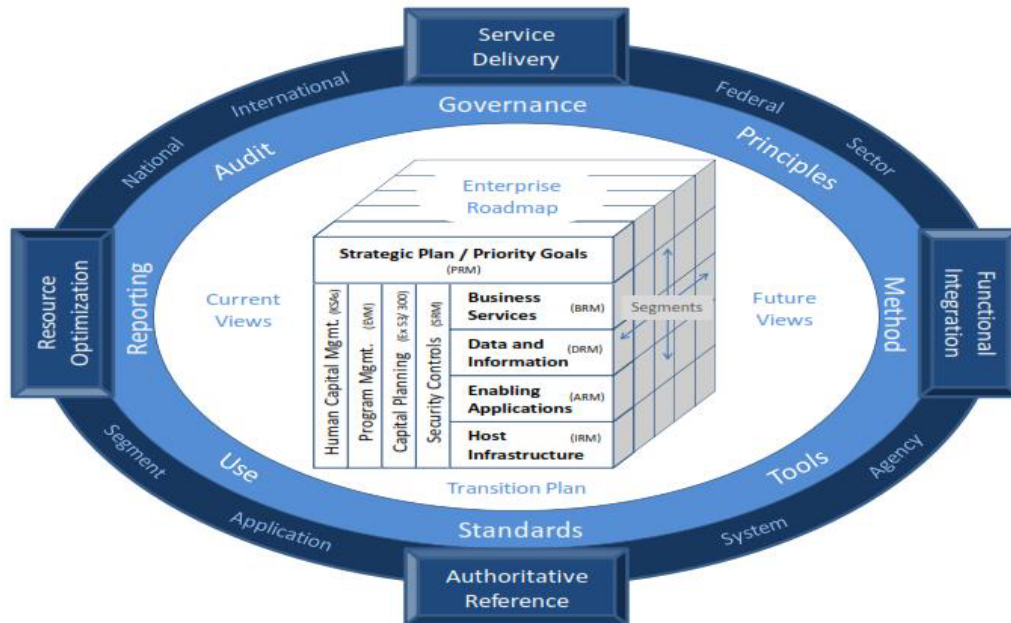 Service
Delivery
International
Federal
Governance
National
Audit
Principles
Sector
Enterprise
Roadmap
Strategic Plan / Priority Goals
(PRM)
Resource
Optimization
Reporting
Current
Views
Human Capital Mgmt. (KSAs)
Program Mgmt. (EVM)
Capital Planning (Ex 53/ 300)
Security Controls (SRM)
Business (BRM)
Services
Data and (DRM)
Information
Enabling (ARM)
Applications
Host (IRM)
Infrastructure
Segments
Future
Views
Method
Functional
Integration
Segment
Use
Transition Plan
Tools
Agency
Application
Standards
System
Authoritative
Reference